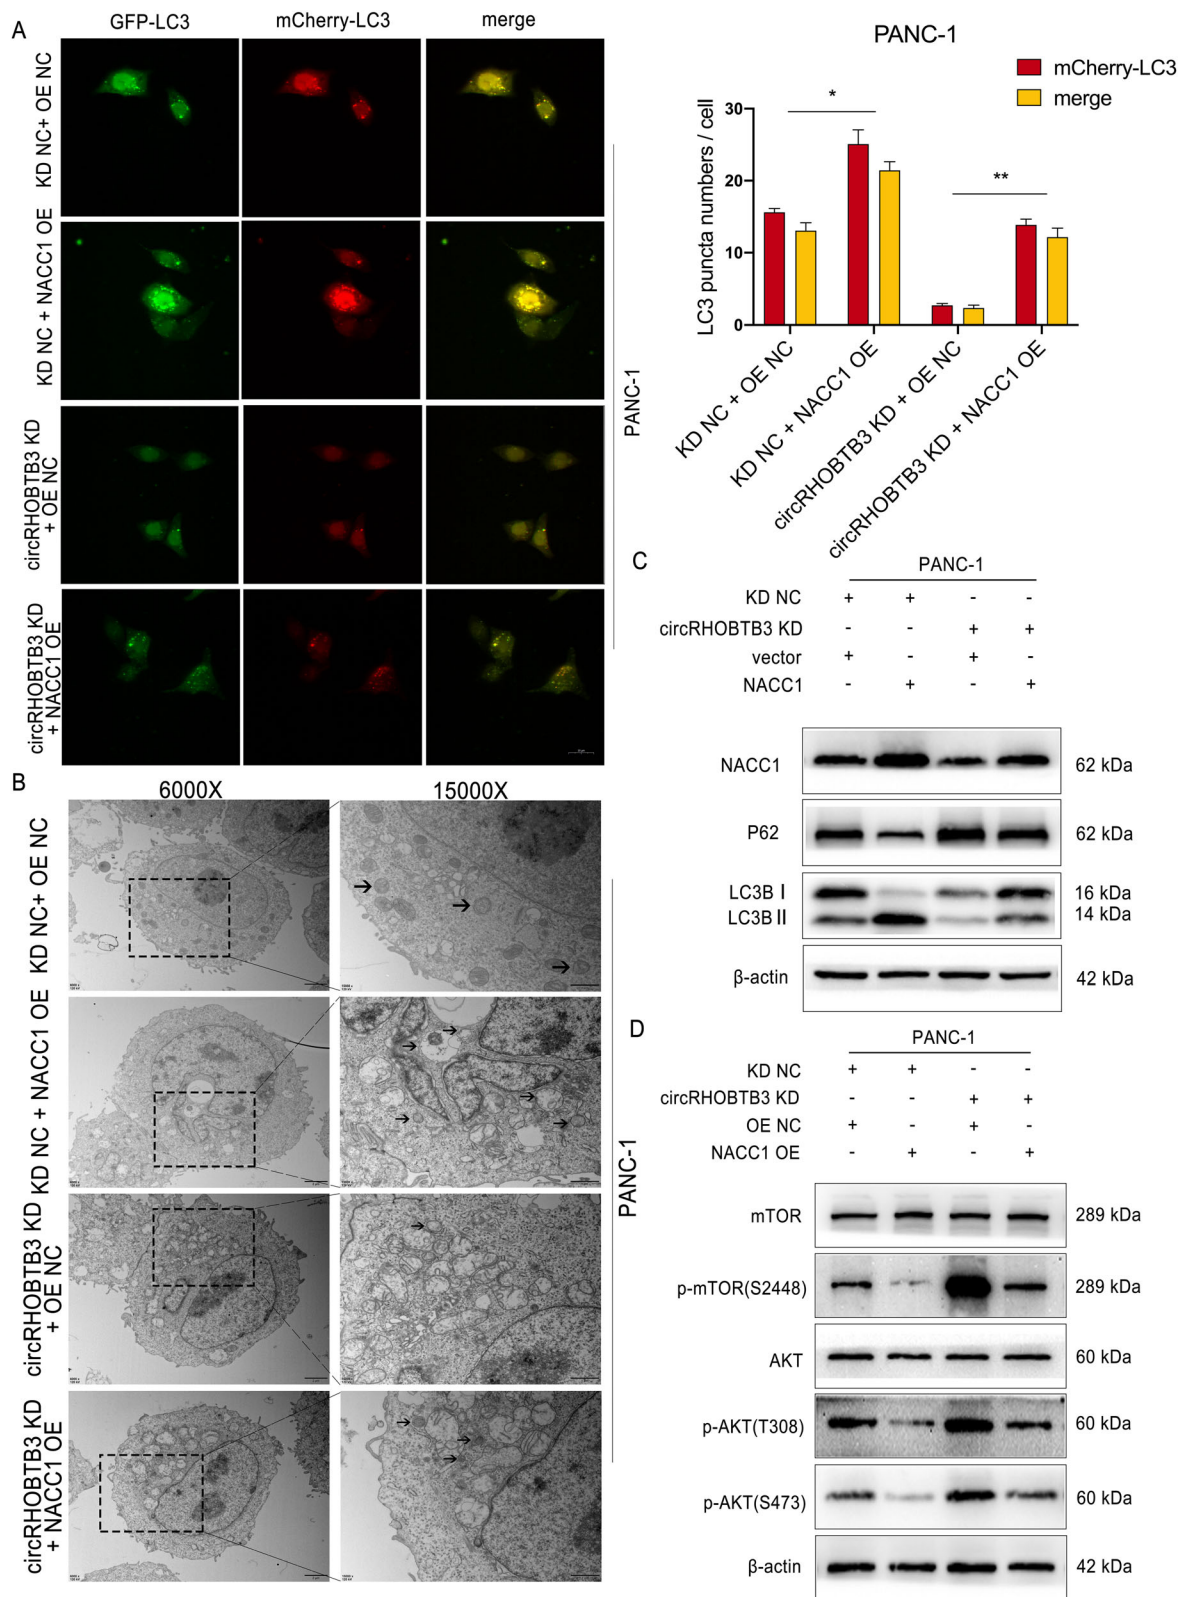 A
GFP-LC3
mCherry-LC3
merge
KD NC+ OE NC
KD NC + NACC1 OE
circRHOBTB3 KD
+ OE NC
circRHOBTB3 KD
+ NACC1 OE
PANC-1
PANC-1
mCherry-LC3
merge
LC3 puncta numbers / cell
30
20
10
0
*
**
KD NC + OE NC
KD NC + NACC1 OE
circRHOBTB3 KD + OE NC
circRHOBTB3 KD + NACC1 OE
B
6000X
15000X
KD NC+ OE NC
KD NC + NACC1 OE
circRHOBTB3 KD
+ OE NC
circRHOBTB3 KD
+ NACC1 OE
PANC-1
C
PANC-1
KD NC + + - -
circRHOBTB3 KD - - + +
vector + - + -
NACC1 - + - +
NACC1 62 kDa
P62 62 kDa
LC3B I 16 kDa
LC3B II 14 kDa
β-actin 42 kDa
D
PANC-1
KD NC + + - -
circRHOBTB3 KD - - + +
OE NC + - + -
NACC1 OE - + - +
mTOR 289 kDa
p-mTOR(S2448) 289 kDa
AKT 60 kDa
p-AKT(T308) 60 kDa
p-AKT(S473) 60 kDa
β-actin 42 kDa